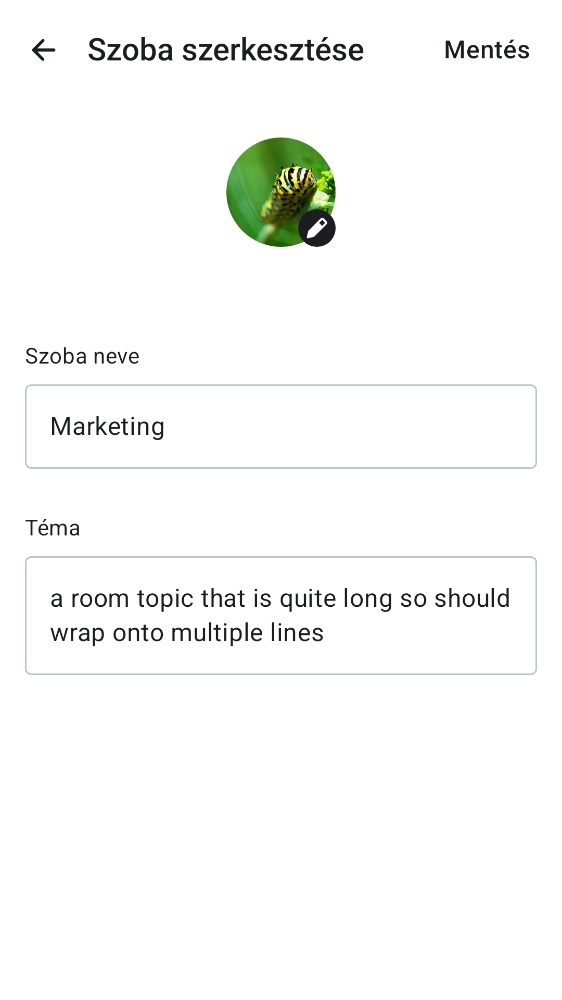 Szoba szerkesztése
Mentés
Szoba neve
Marketing
Téma
a room topic that is quite long so should
wrap onto multiple lines